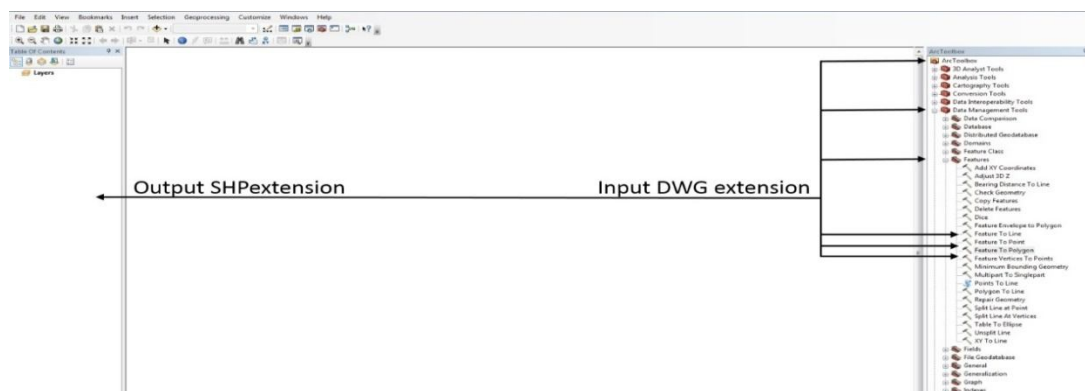 File Edit View Bookmarks Insert Selection Geoprocessing Customize Windows Help
Table Of Contents
Layers
Output SHPextension
Input DWG extension
ArcToolbox
ArcToolbox
3D Analyst Tools
Analysis Tools
Cartography Tools
Conversion Tools
Data Interoperability Tools
Data Management Tools
Data Comparison
Database
Distributed Geodatabase
Domains
Feature Class
Features
Add XY Coordinates
Adjust 3D Z
Bearing Distance To Line
Check Geometry
Copy Features
Delete Features
Dice
Feature Envelope to Polygon
Feature To Line
Feature To Point
Feature To Polygon
Feature Vertices To Points
Minimum Bounding Geometry
Multipart To Singlepart
Points To Line
Polygon To Line
Repair Geometry
Split Line at Point
Split Line At Vertices
Table To Ellipse
Unsplit Line
XY To Line
Fields
File Geodatabase
General
Generalization
Graph
Indexes